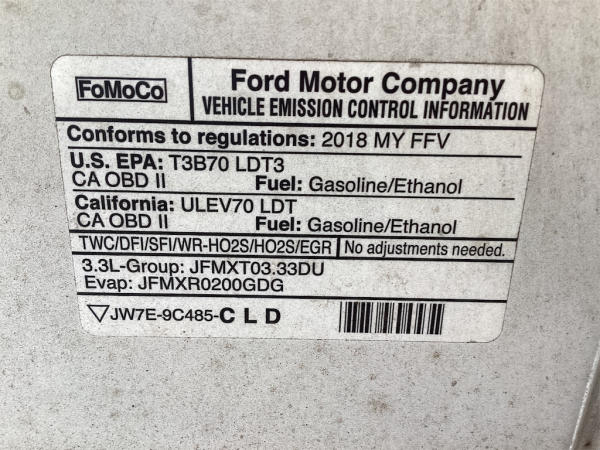 FoMoCo
Ford Motor Company
VEHICLE EMISSION CONTROL INFORMATION
Conforms to regulations: 2018 MY FFV
U.S. EPA: T3B70 LDT3
CA OBD II Fuel: Gasoline/Ethanol
California: ULEV70 LDT
CA OBD II Fuel: Gasoline/Ethanol
TWC/DFI/SFI/WR-HO2S/HO2S/EGR No adjustments needed.
3.3L-Group: JFMXT03.33DU
Evap: JFMXR0200GDG
JW7E-9C485-C L D